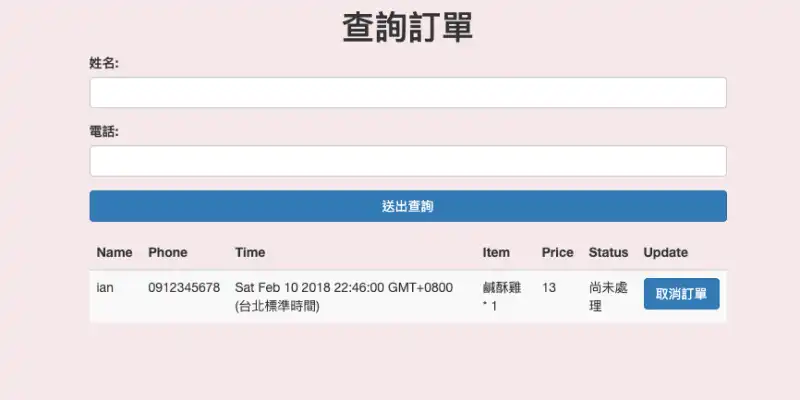 查詢訂單
姓名:
電話:
送出查詢
Name Phone Time Item Price Status Update
ian 0912345678 Sat Feb 10 2018 22:46:00 GMT+0800 鹹酥雞 13 尚未處 取消訂單
(台北標準時間) * 1 理